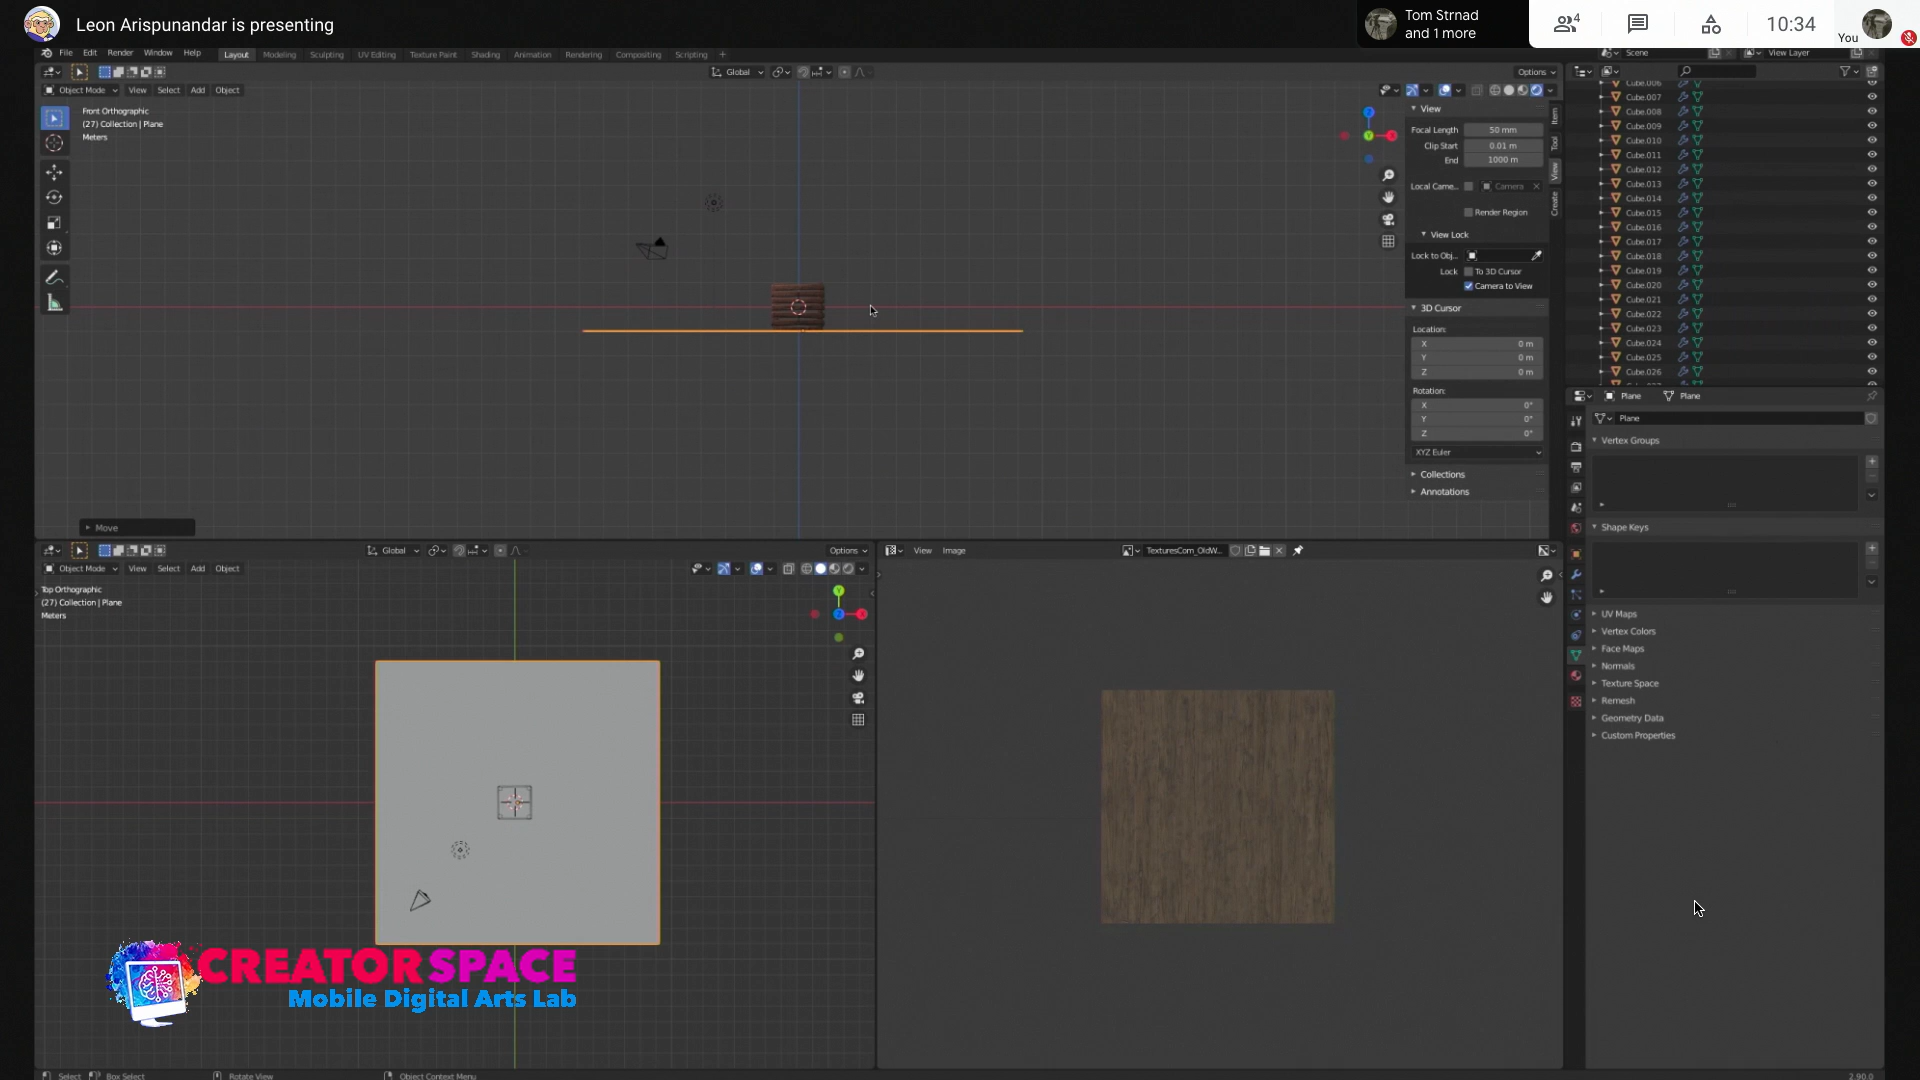 Leon Arispunandar is presenting
Tom Strnad
and 1 more
4
10:34
You
File Edit Render Window Help
Layout Modeling Sculpting UV Editing Texture Paint Shading Animation Rendering Compositing Scripting +
Scene
View Layer
Global
Options
Object Mode View Select Add Object
Front Orthographic
(27) Collection | Plane
Meters
View
Focal Length 50 mm
Clip Start 0.01 m
End 1000 m
Local Came... Camera
Render Region
View Lock
Lock to Obj...
Lock To 3D Cursor
Camera to View
3D Cursor
Location:
X 0 m
Y 0 m
Z 0 m
Rotation:
X 0°
Y 0°
Z 0°
XYZ Euler
Collections
Annotations
Item
Tool
View
Create
Move
Cube.006
Cube.007
Cube.008
Cube.009
Cube.010
Cube.011
Cube.012
Cube.013
Cube.014
Cube.015
Cube.016
Cube.017
Cube.018
Cube.019
Cube.020
Cube.021
Cube.022
Cube.023
Cube.024
Cube.025
Cube.026
Plane Plane
Plane
Vertex Groups
Shape Keys
UV Maps
Vertex Colors
Face Maps
Normals
Texture Space
Remesh
Geometry Data
Custom Properties
Global
Options
Object Mode View Select Add Object
Top Orthographic
(27) Collection | Plane
Meters
View Image
TexturesCom_OldW...
CREATORSPACE
Mobile Digital Arts Lab
Select Box Select Rotate View Object Context Menu
2.90.0